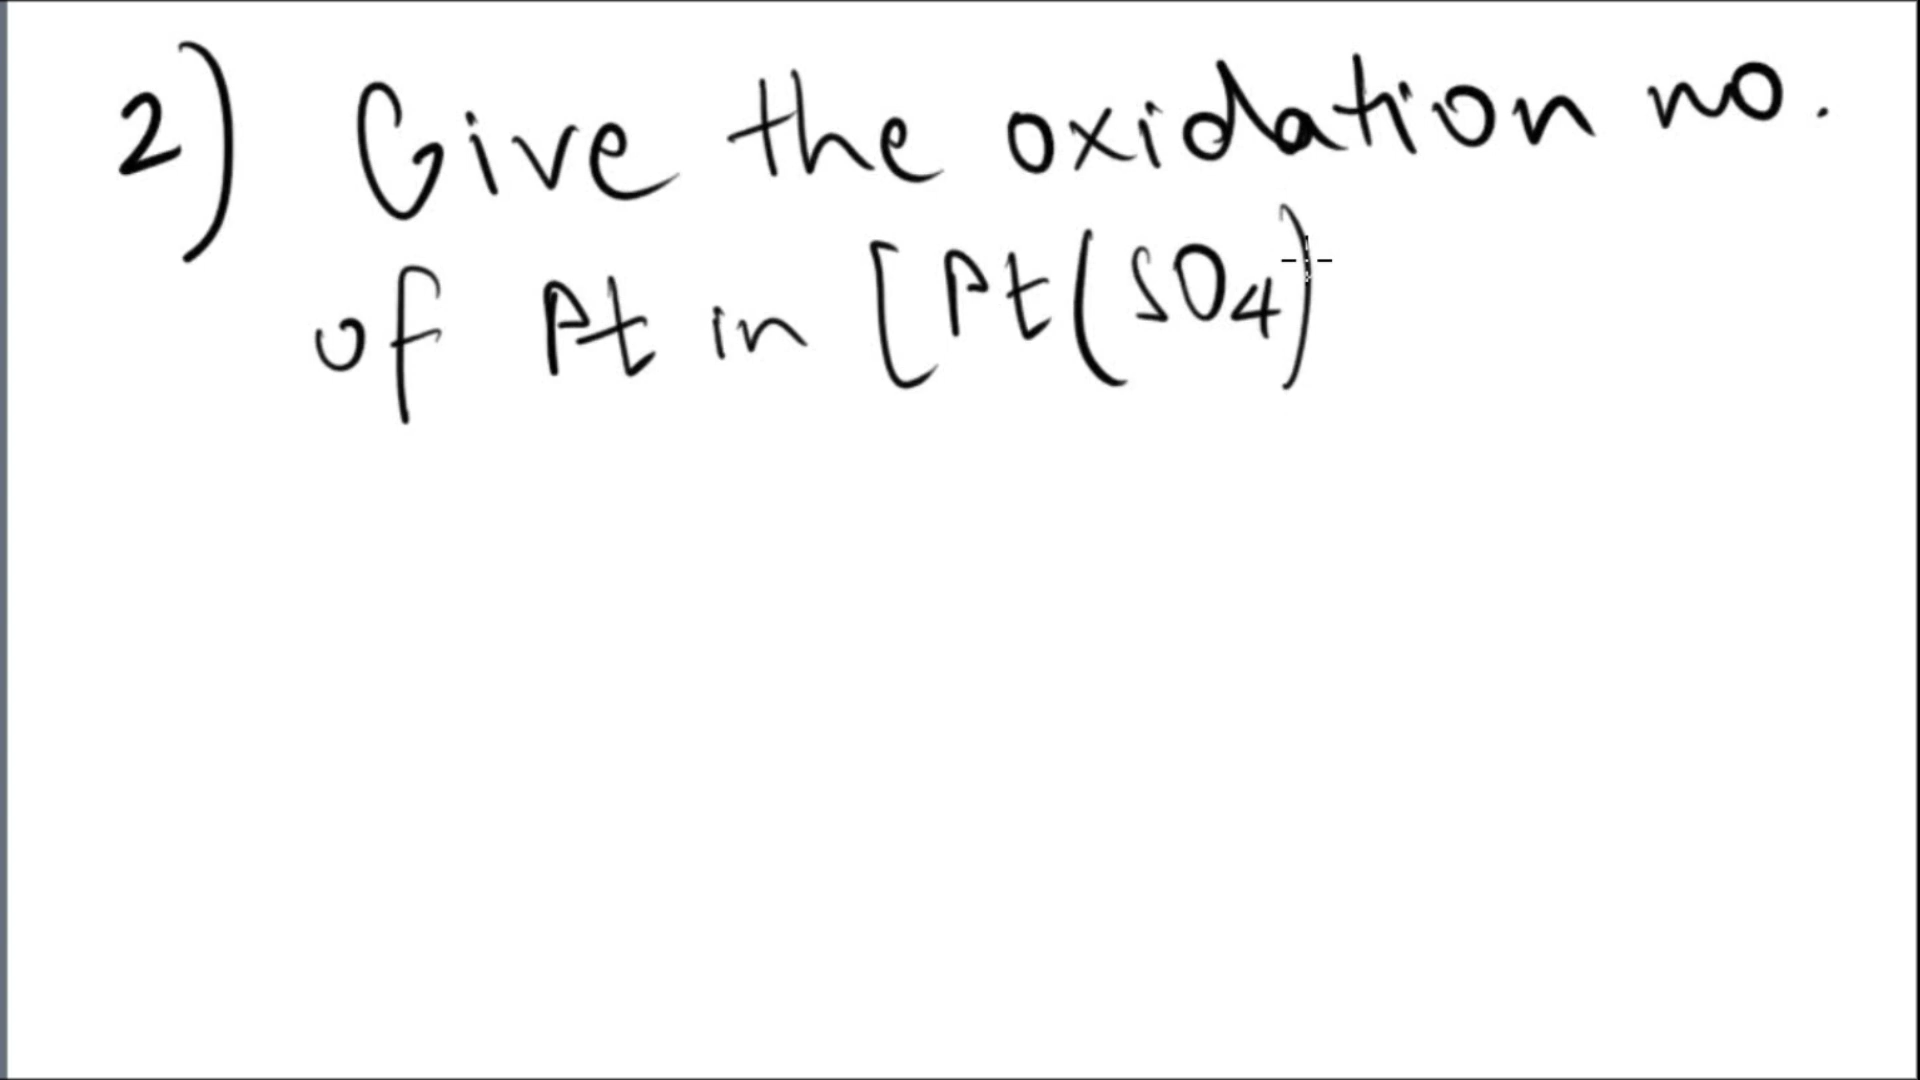 2) Give the oxidation no.
of Pt in [Pt(SO4)